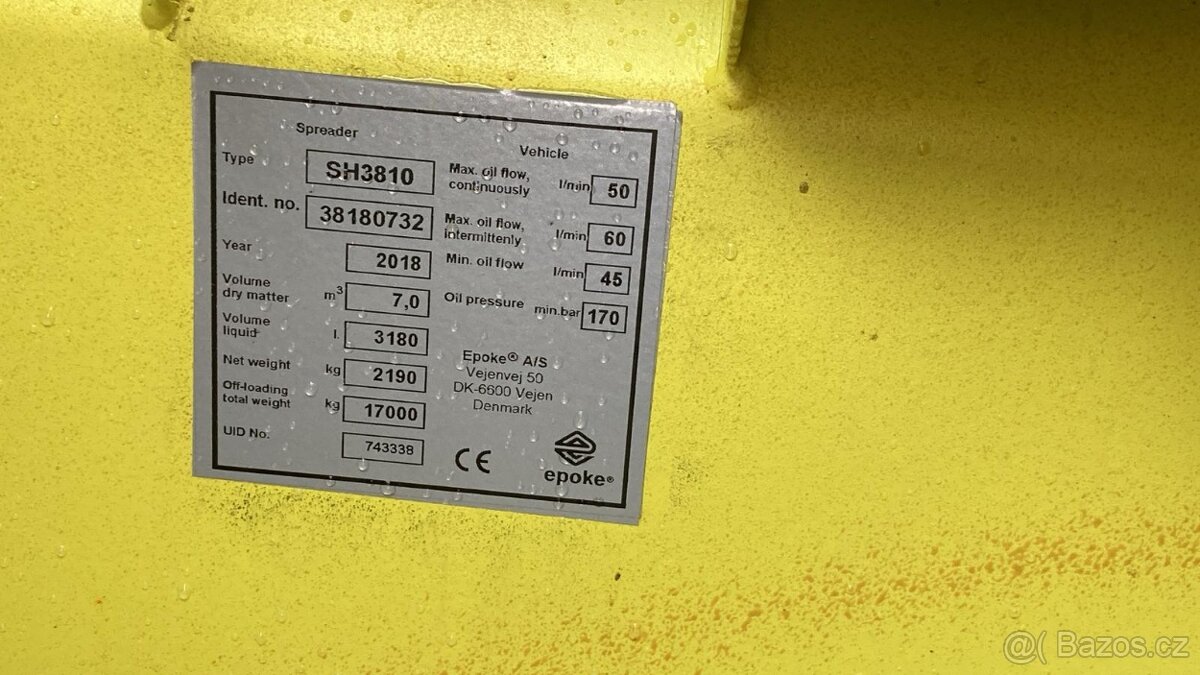 Spreader
Type SH3810
Ident. no. 38180732
Year 2018
Volume
dry matter m³ 7,0
Volume
liquid l. 3180
Net weight kg 2190
Off-loading
total weight kg 17000
UID No. 743338
Vehicle
Max. oil flow,
continuously l/min 50
Max. oil flow,
intermittenly l/min 60
Min. oil flow l/min 45
Oil pressure min.bar 170
Epoke® A/S
Vejenvej 50
DK-6600 Vejen
Denmark
CE
epoke®
@( Bazos.cz